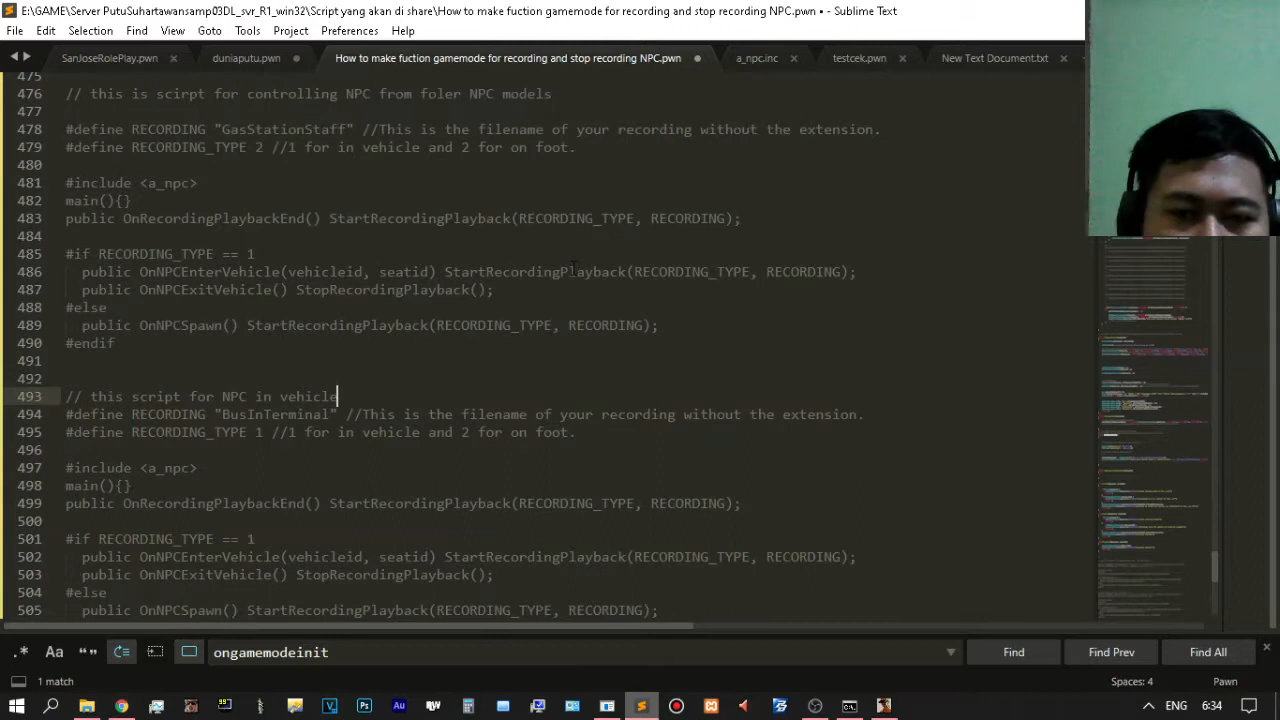 E:\GAME\Server PutuSuhartawansamp03DL_svr_R1_win32\Script yang akan di share\How to make fuction gamemode for recording and stop recording NPC.pwn • - Sublime Text
File Edit Selection Find View Goto Tools Project Preferences Help
SanJoseRolePlay.pwn duniaputu.pwn How to make fuction gamemode for recording and stop recording NPC.pwn a_npc.inc testcek.pwn New Text Document.txt
475
476 // this is scirpt for controlling NPC from foler NPC models
477
478 #define RECORDING "GasStationStaff" //This is the filename of your recording without the extension.
479 #define RECORDING_TYPE 2 //1 for in vehicle and 2 for on foot.
480
481 #include <a_npc>
482 main(){}
483 public OnRecordingPlaybackEnd() StartRecordingPlayback(RECORDING_TYPE, RECORDING);
484
485 #if RECORDING_TYPE == 1
486 public OnNPCEnterVehicle(vehicleid, seatid) StartRecordingPlayback(RECORDING_TYPE, RECORDING);
487 public OnNPCExitVehicle() StopRecordingPlayback();
488 #else
489 public OnNPCSpawn() StartRecordingPlayback(RECORDING_TYPE, RECORDING);
490 #endif
491
492
493 // this script for NPC in vehicle
494 #define RECORDING "BusInTerminal" //This is the filename of your recording without the extension.
495 #define RECORDING_TYPE 1 //1 for in vehicle and 2 for on foot.
496
497 #include <a_npc>
498 main(){}
499 public OnRecordingPlaybackEnd() StartRecordingPlayback(RECORDING_TYPE, RECORDING);
500
501 #if RECORDING_TYPE == 1
502 public OnNPCEnterVehicle(vehicleid, seatid) StartRecordingPlayback(RECORDING_TYPE, RECORDING);
503 public OnNPCExitVehicle() StopRecordingPlayback();
504 #else
505 public OnNPCSpawn() StartRecordingPlayback(RECORDING_TYPE, RECORDING);
.* Aa “” ongamemodeinit Find Find Prev Find All
1 match Spaces: 4 Pawn
6:34